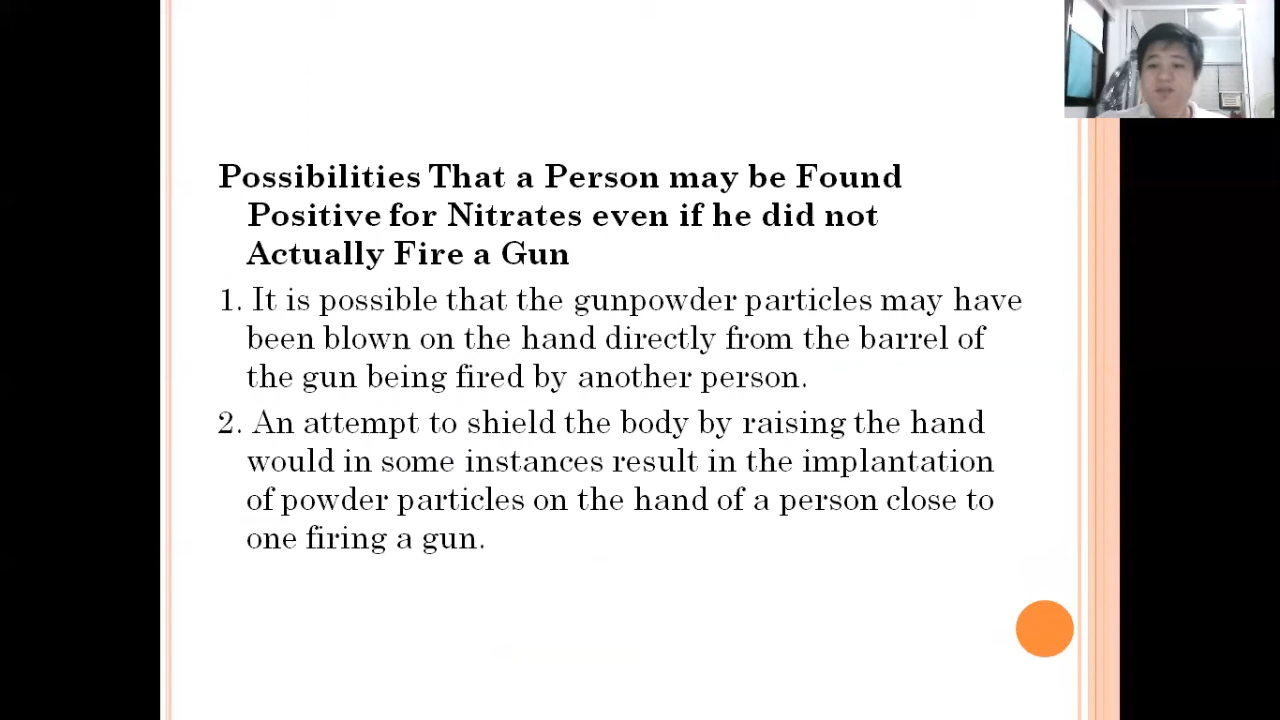 Possibilities That a Person may be Found
Positive for Nitrates even if he did not
Actually Fire a Gun
1. It is possible that the gunpowder particles may have
been blown on the hand directly from the barrel of
the gun being fired by another person.
2. An attempt to shield the body by raising the hand
would in some instances result in the implantation
of powder particles on the hand of a person close to
one firing a gun.